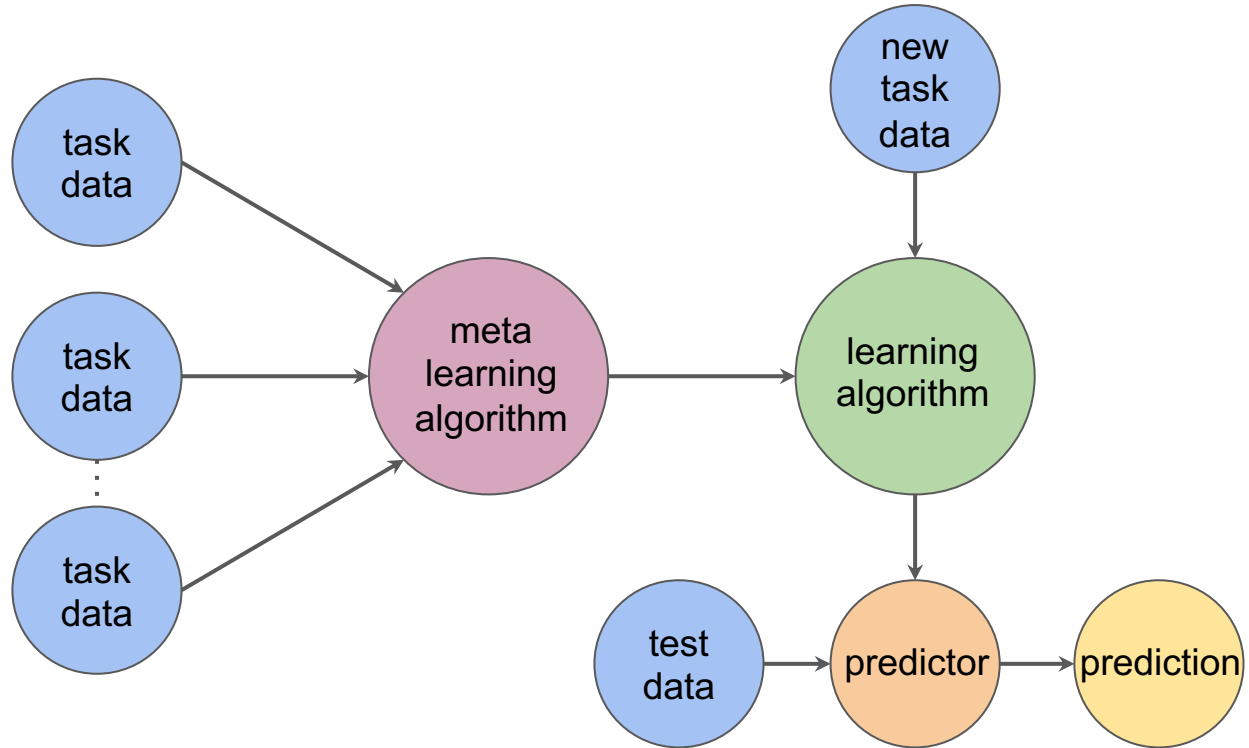 new
task
data
task
data
task
data
meta
learning
algorithm
learning
algorithm
task
data
test
data
predictor
prediction